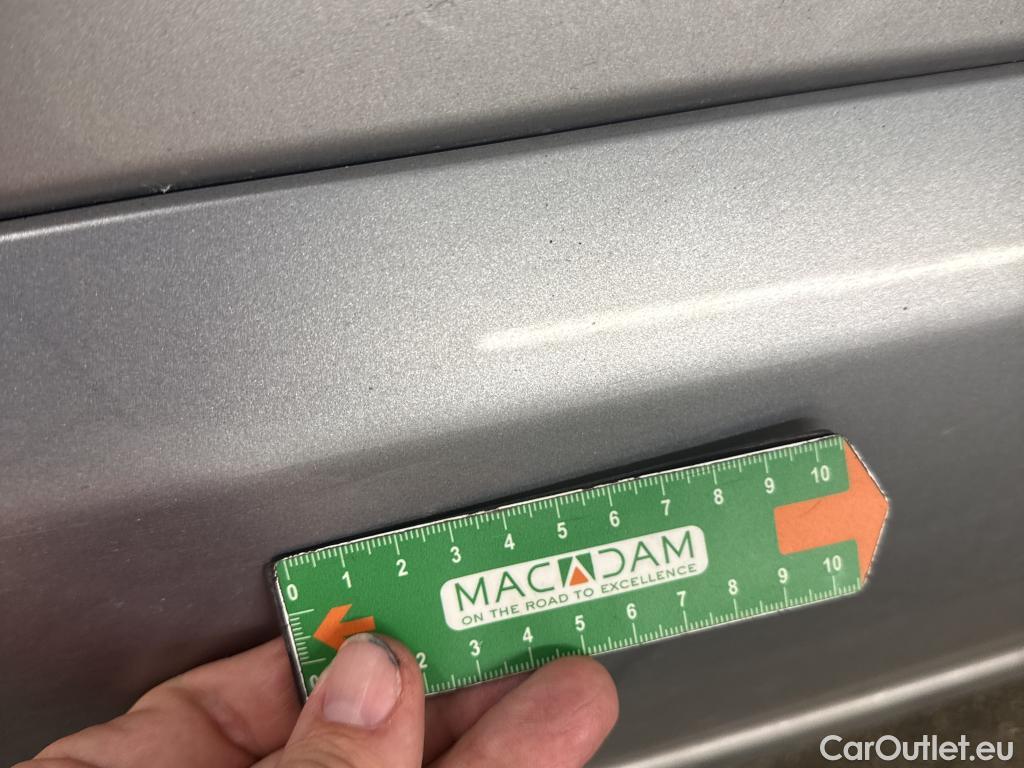 0 1 2 3 4 5 6 7 8 9 10
MACADAM
ON THE ROAD TO EXCELLENCE
0 2 3 4 5 6 7 8 9 10
CarOutlet.eu